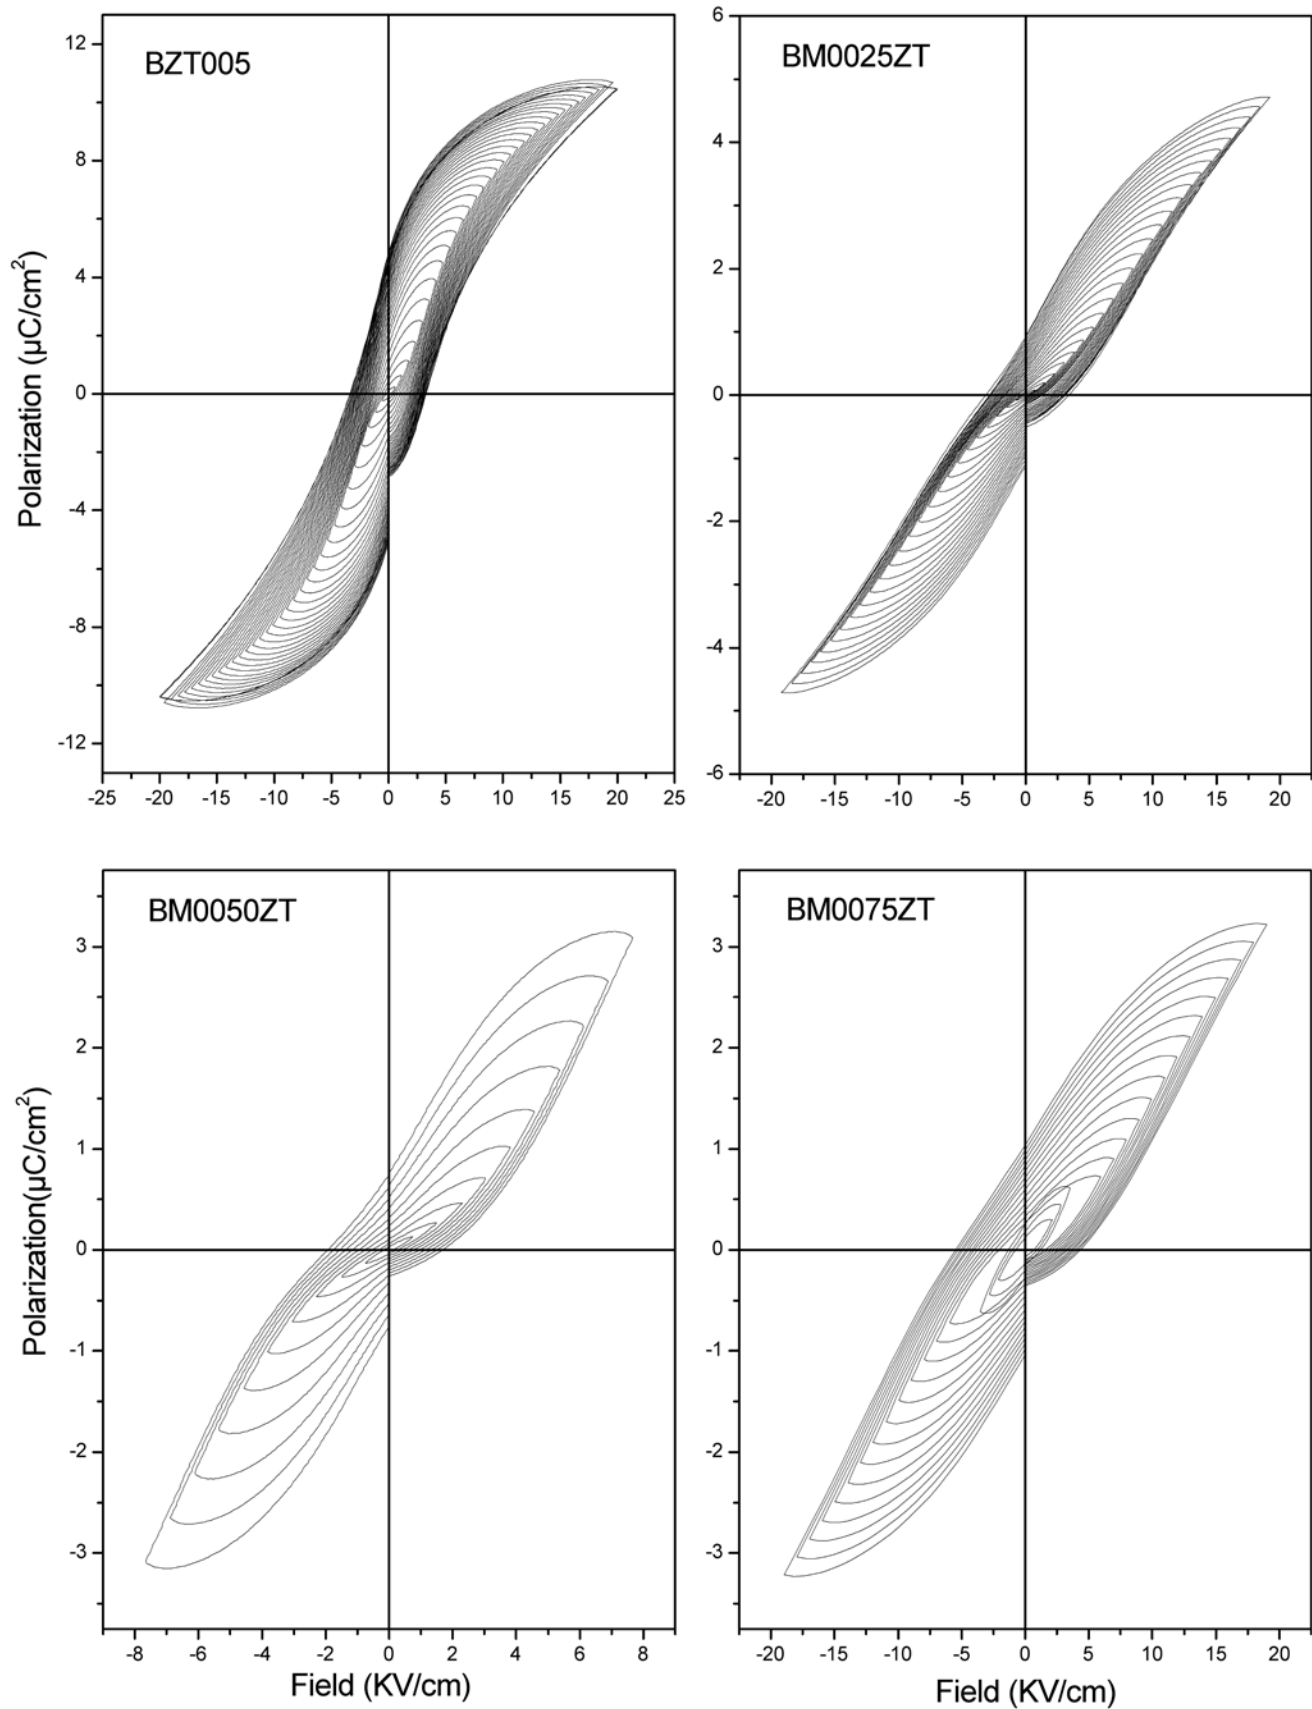 BZT005
12
8
4
0
-4
-8
-12
-25 -20 -15 -10 -5 0 5 10 15 20 25
Polarization (µC/cm²)
BM0025ZT
6
4
2
0
-2
-4
-6
-20 -15 -10 -5 0 5 10 15 20
BM0050ZT
3
2
1
0
-1
-2
-3
-8 -6 -4 -2 0 2 4 6 8
Polarization(µC/cm²)
Field (KV/cm)
BM0075ZT
3
2
1
0
-1
-2
-3
-20 -15 -10 -5 0 5 10 15 20
Field (KV/cm)